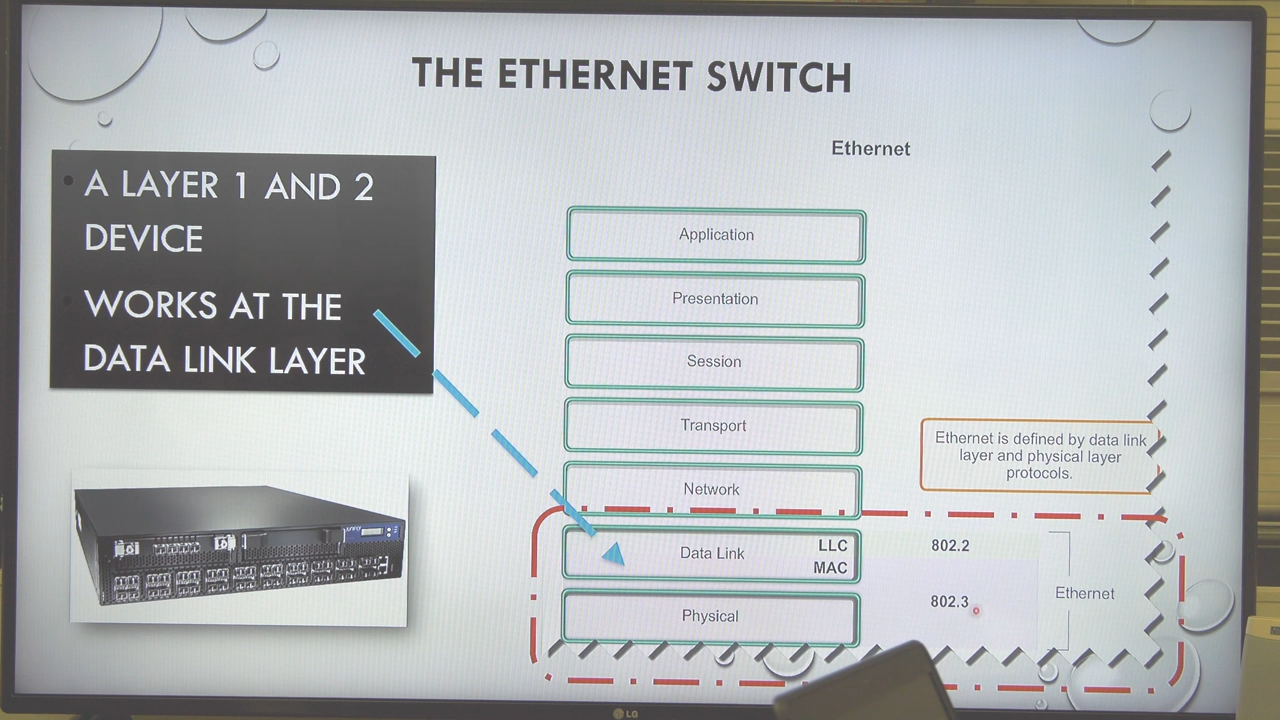 THE ETHERNET SWITCH
Ethernet
A LAYER 1 AND 2
DEVICE
WORKS AT THE
DATA LINK LAYER
Application
Presentation
Session
Transport
Network
Data Link
LLC
MAC
Physical
Ethernet is defined by data link
layer and physical layer
protocols.
802.2
802.3
Ethernet
LG